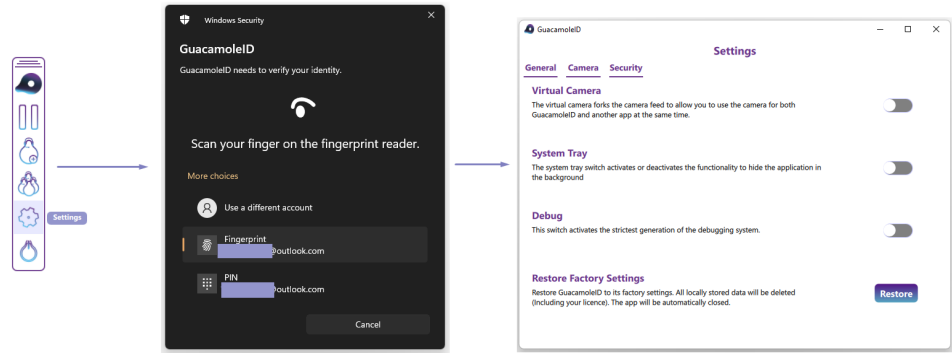 Settings
Windows Security
GuacamoleID
GuacamoleID needs to verify your identity.
Scan your finger on the fingerprint reader.
More choices
Use a different account
Fingerprint
@outlook.com
PIN
@outlook.com
Cancel
GuacamoleID
Settings
General Camera Security
Virtual Camera
The virtual camera forks the camera feed to allow you to use the camera for both
GuacamoleID and another app at the same time.
System Tray
The system tray switch activates or deactivates the functionality to hide the application in
the background
Debug
This switch activates the strictest generation of the debugging system.
Restore Factory Settings
Restore GuacamoleID to its factory settings. All locally stored data will be deleted
(Including your licence). The app will be automatically closed.
Restore